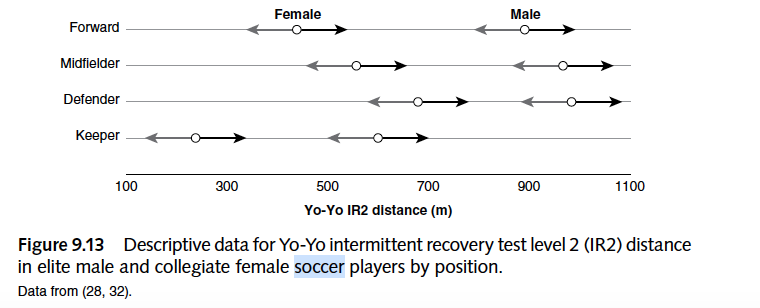 Female Male
Forward
Midfielder
Defender
Keeper
100 300 500 700 900 1100
Yo-Yo IR2 distance (m)
Figure 9.13 Descriptive data for Yo-Yo intermittent recovery test level 2 (IR2) distance
in elite male and collegiate female soccer players by position.
Data from (28, 32).